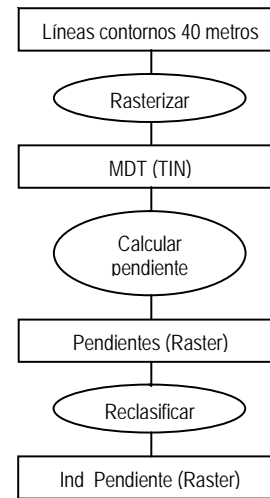 Líneas contornos 40 metros
Rasterizar
MDT (TIN)
Calcular
pendiente
Pendientes (Raster)
Reclasificar
Ind Pendiente (Raster)